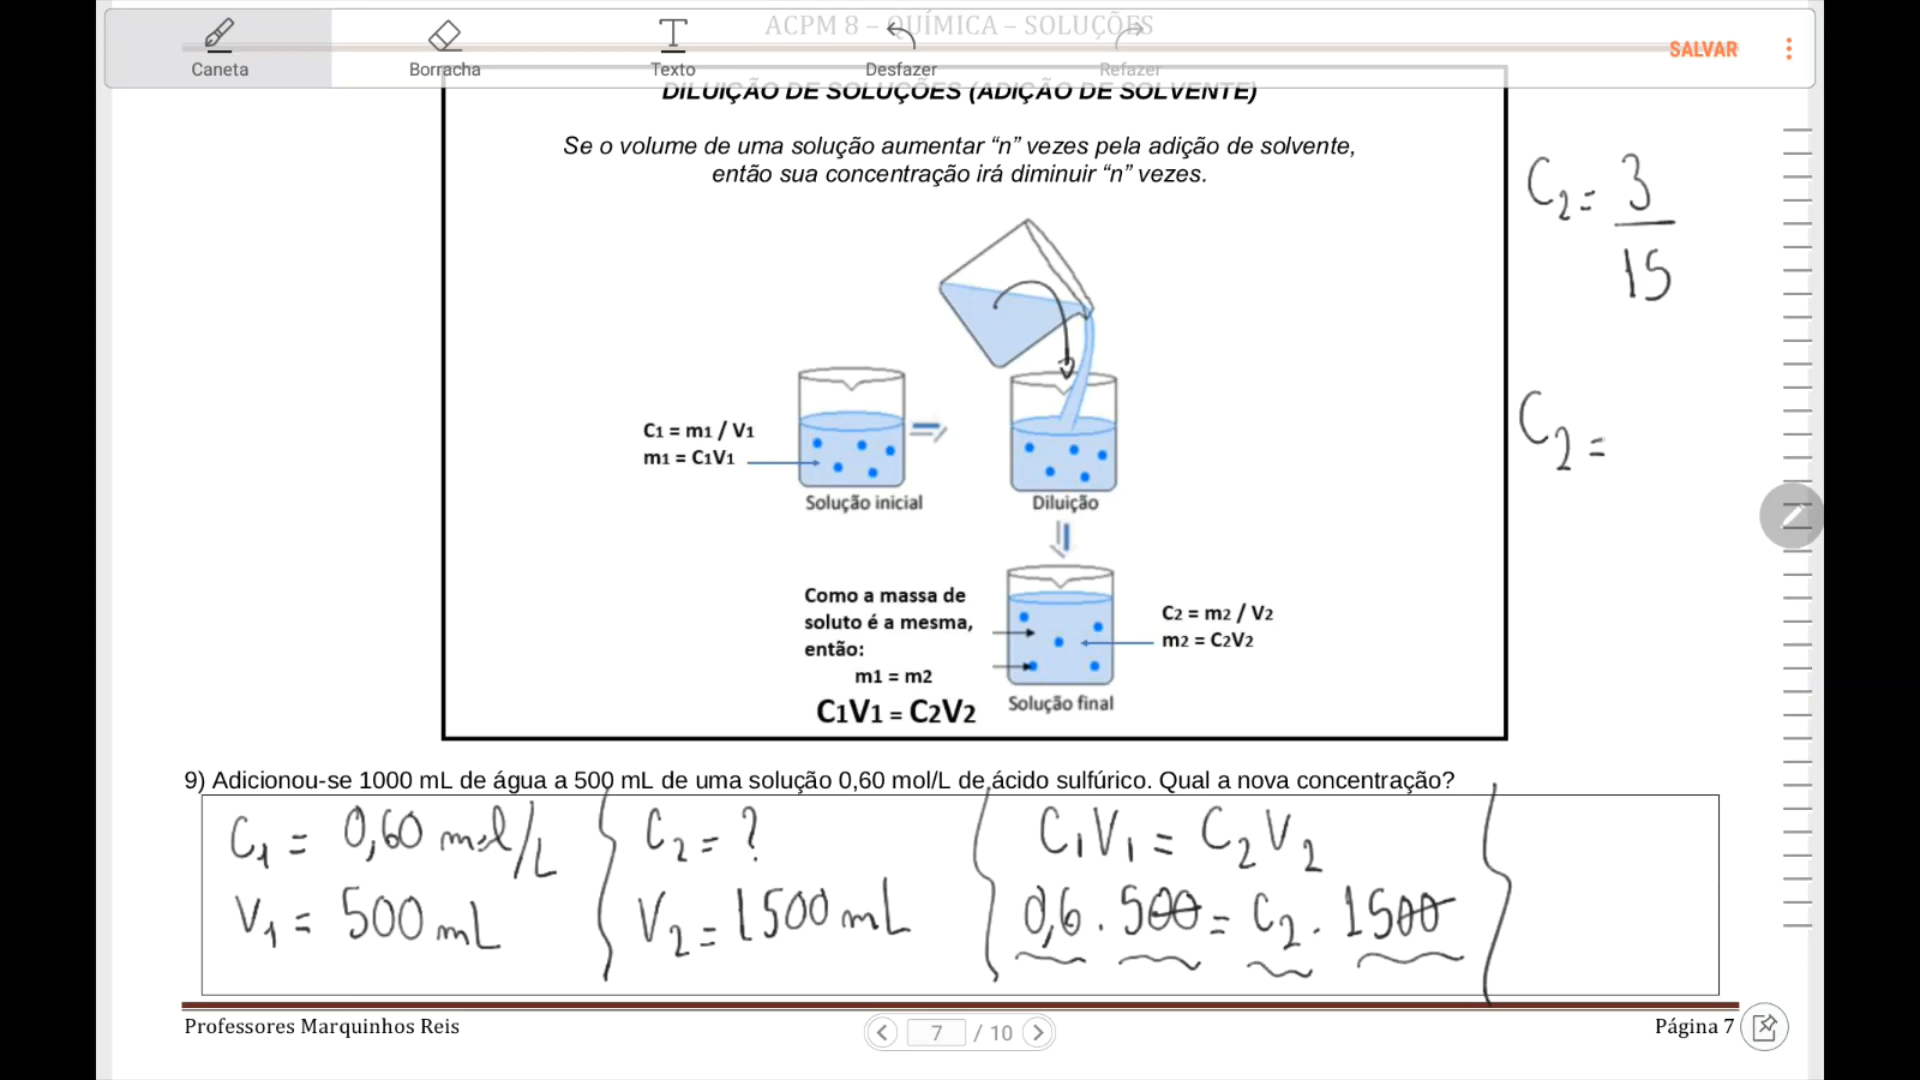 ACPM 8 – QUÍMICA – SOLUÇÕES
Caneta
Borracha
Texto
Desfazer
Refazer
SALVAR
DILUIÇÃO DE SOLUÇÕES (ADIÇÃO DE SOLVENTE)
Se o volume de uma solução aumentar “n” vezes pela adição de solvente,
então sua concentração irá diminuir “n” vezes.
C2 = 3
15
C2 =
C1 = m1 / V1
m1 = C1V1
Solução inicial
Diluição
Como a massa de
soluto é a mesma,
então:
m1 = m2
C1V1 = C2V2
C2 = m2 / V2
m2 = C2V2
Solução final
9) Adicionou-se 1000 mL de água a 500 mL de uma solução 0,60 mol/L de ácido sulfúrico. Qual a nova concentração?
C1 = 0,60 mol/L
V1 = 500 mL
C2 = ?
V2 = 1500 mL
C1V1 = C2V2
0,6 . 500 = C2 . 1500
Professores Marquinhos Reis
7 / 10
Página 7